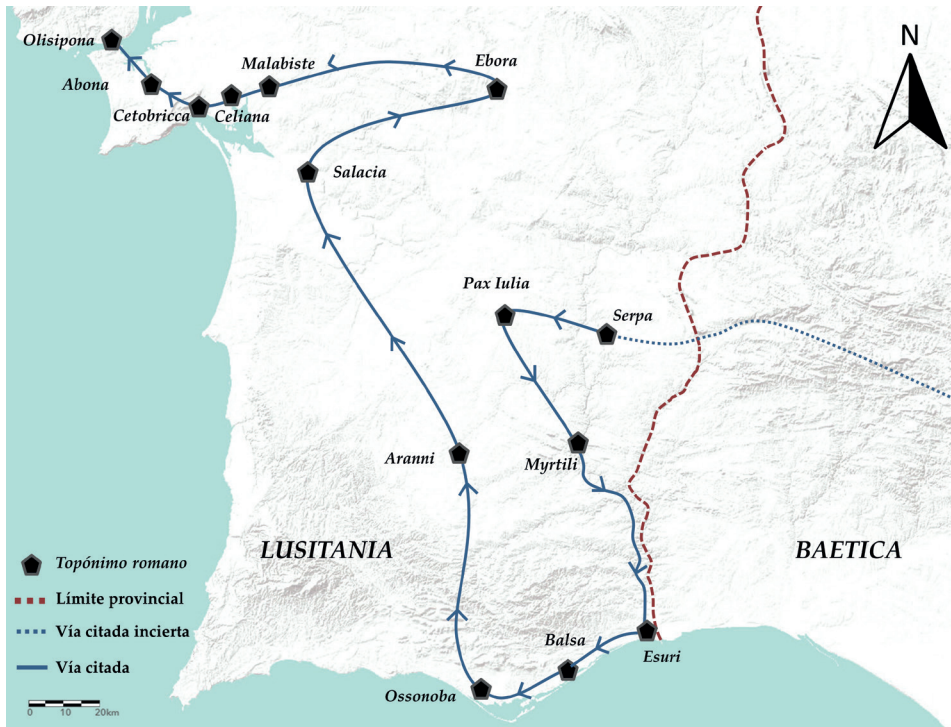 N
Olisipona
Abona
Malabiste
Ebora
Cetobricca
Celiana
Salacia
Pax Iulia
Serpa
Aranni
Myrtili
LUSITANIA
BAETICA
Balsa
Esuri
Ossonoba
Topónimo romano
Límite provincial
Vía citada incierta
Vía citada
0 10 20km